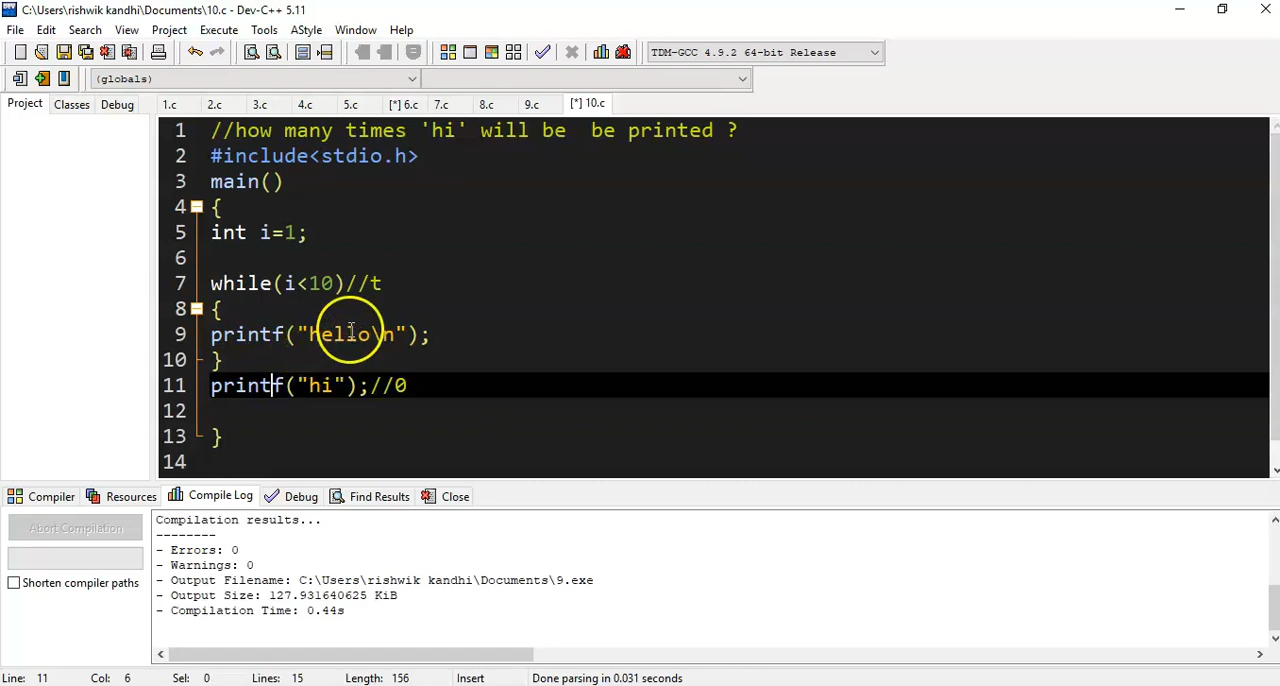 C:\Users\rishwik kandhi\Documents\10.c - Dev-C++ 5.11
File Edit Search View Project Execute Tools AStyle Window Help
TDM-GCC 4.9.2 64-bit Release
(globals)
Project Classes Debug 1.c 2.c 3.c 4.c 5.c [*] 6.c 7.c 8.c 9.c [*] 10.c
1 //how many times 'hi' will be  be printed ?
2 #include<stdio.h>
3 main()
4 {
5 int i=1;
6
7 while(i<10)//t
8 {
9 printf("hello\n");
10 }
11 printf("hi");//0
12
13 }
14
Compiler Resources Compile Log Debug Find Results Close
Abort Compilation
Shorten compiler paths
Compilation results...
--------
- Errors: 0
- Warnings: 0
- Output Filename: C:\Users\rishwik kandhi\Documents\9.exe
- Output Size: 127.931640625 KiB
- Compilation Time: 0.44s
Line: 11 Col: 6 Sel: 0 Lines: 15 Length: 156 Insert Done parsing in 0.031 seconds